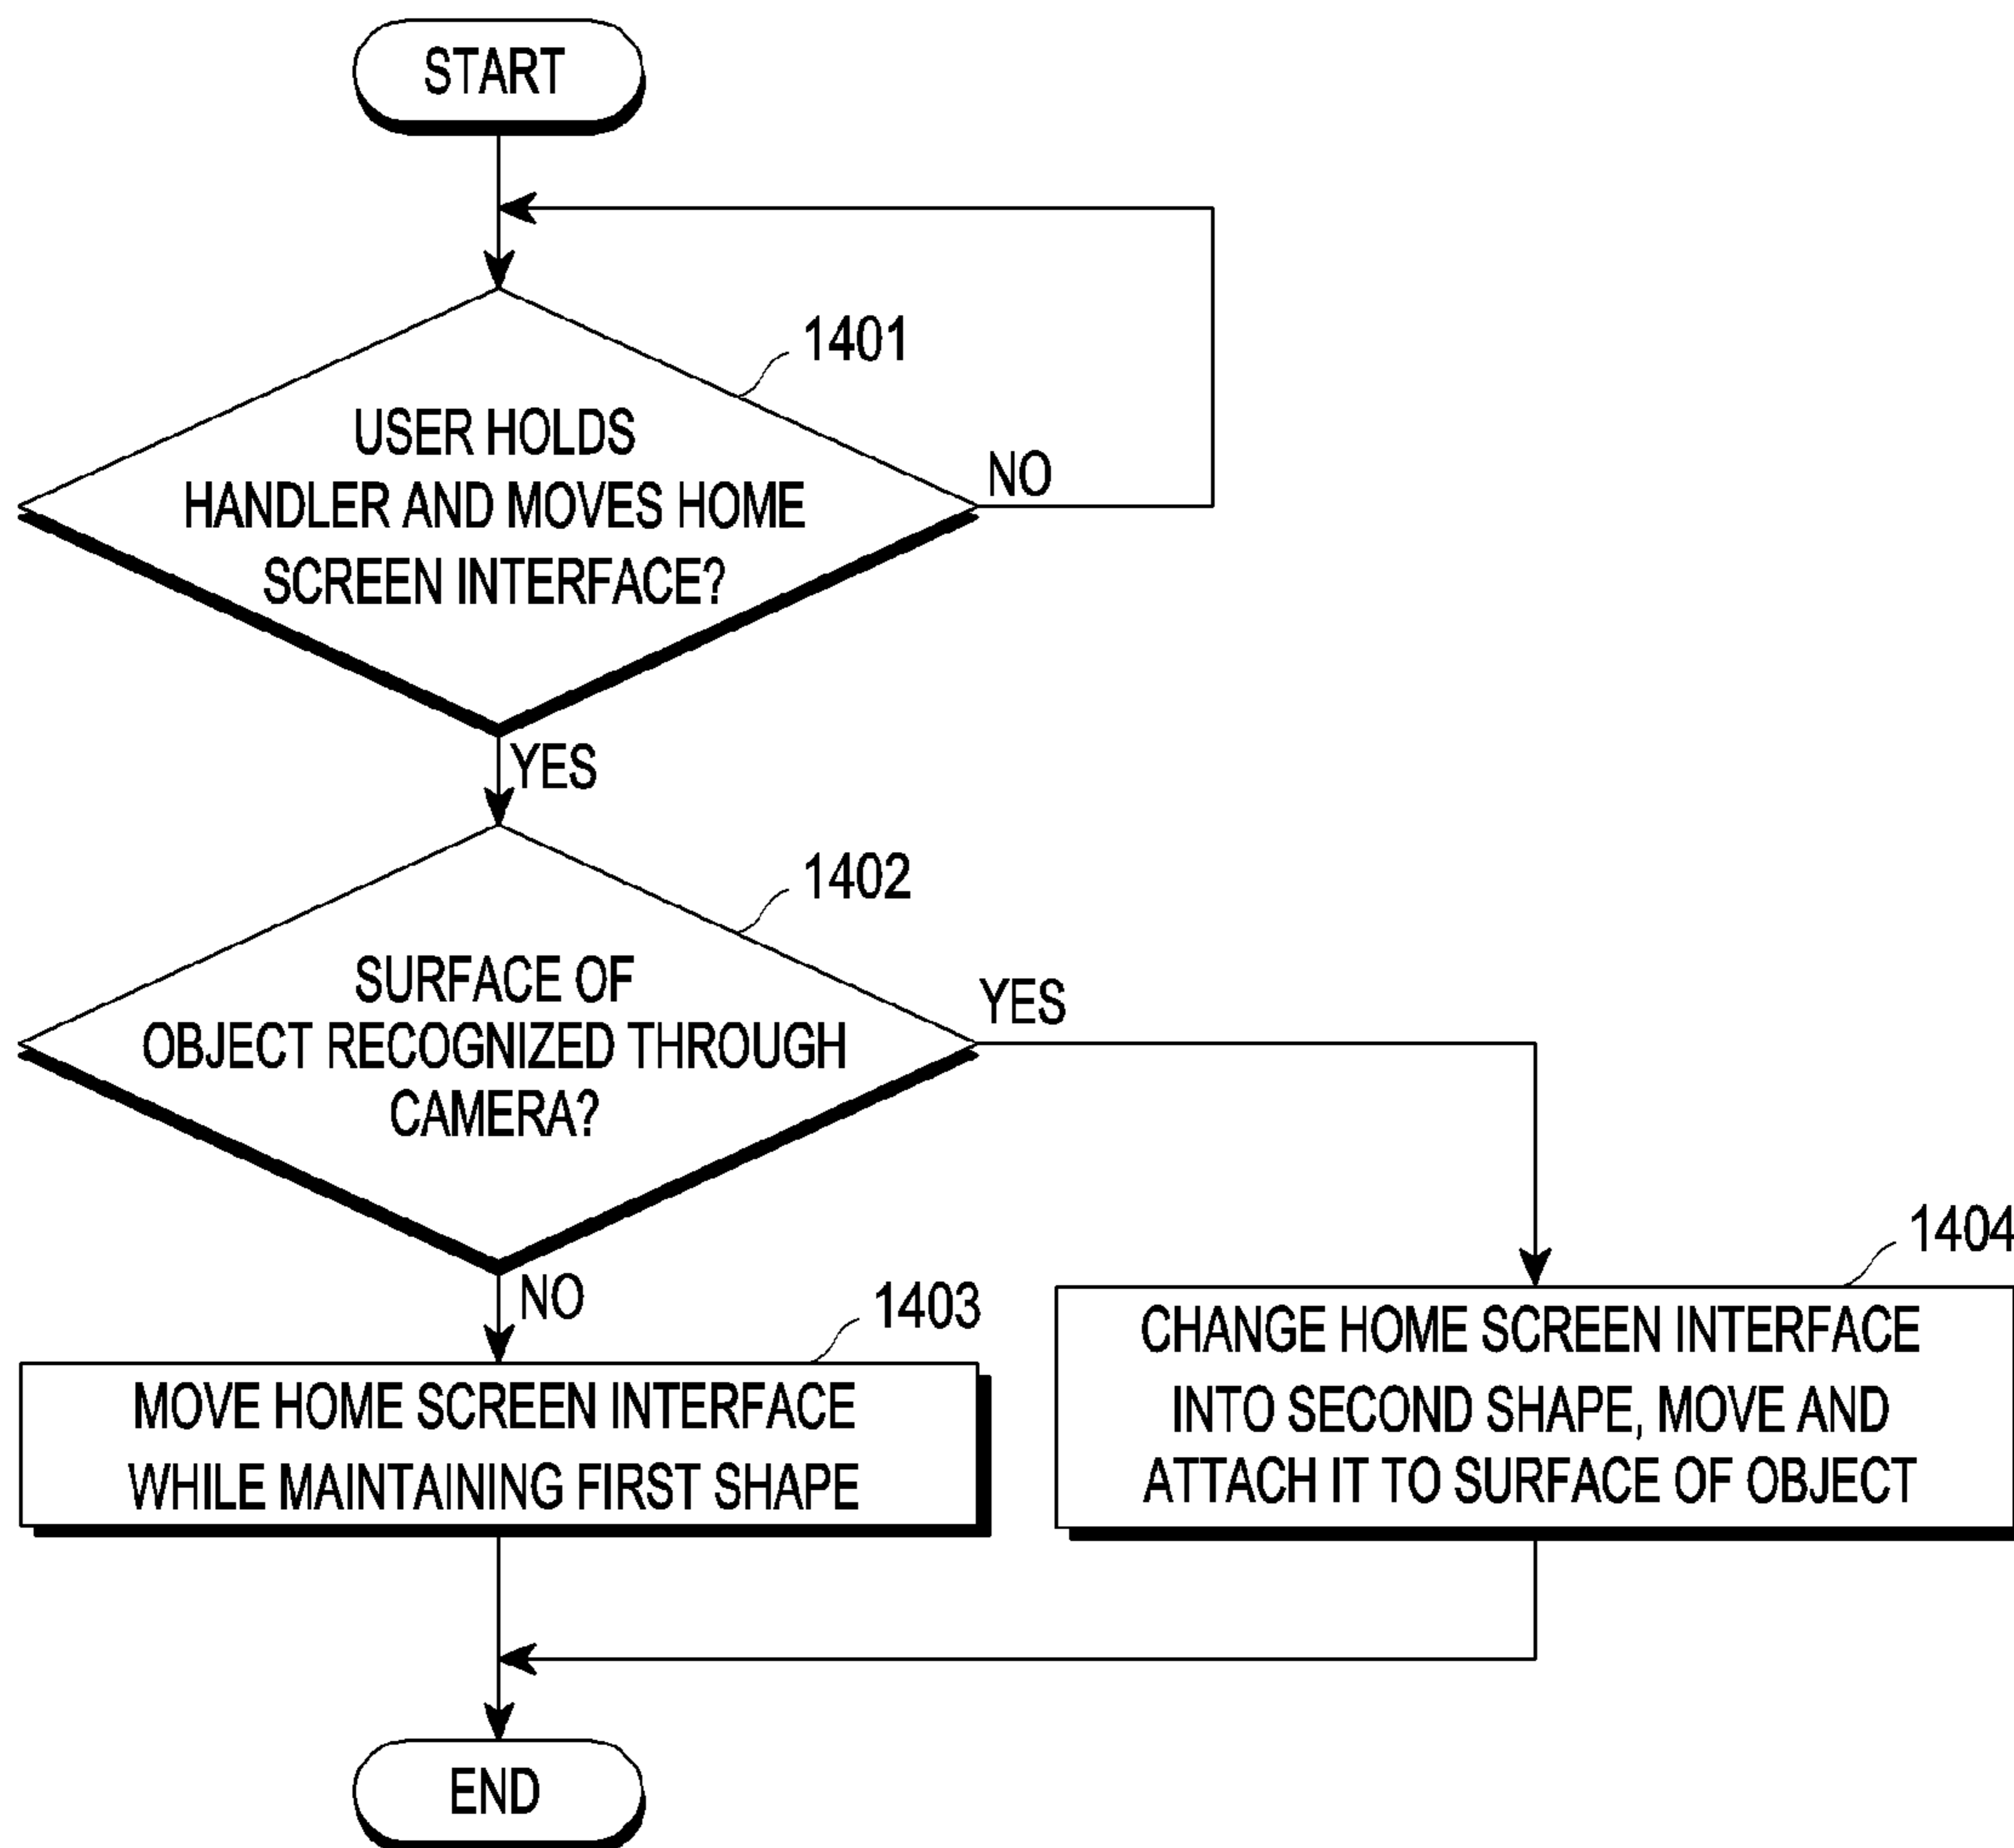 START
1401
USER HOLDS
HANDLER AND MOVES HOME
SCREEN INTERFACE?
NO
YES
1402
SURFACE OF
OBJECT RECOGNIZED THROUGH
CAMERA?
YES
NO
1403
MOVE HOME SCREEN INTERFACE
WHILE MAINTAINING FIRST SHAPE
1404
CHANGE HOME SCREEN INTERFACE
INTO SECOND SHAPE, MOVE AND
ATTACH IT TO SURFACE OF OBJECT
END